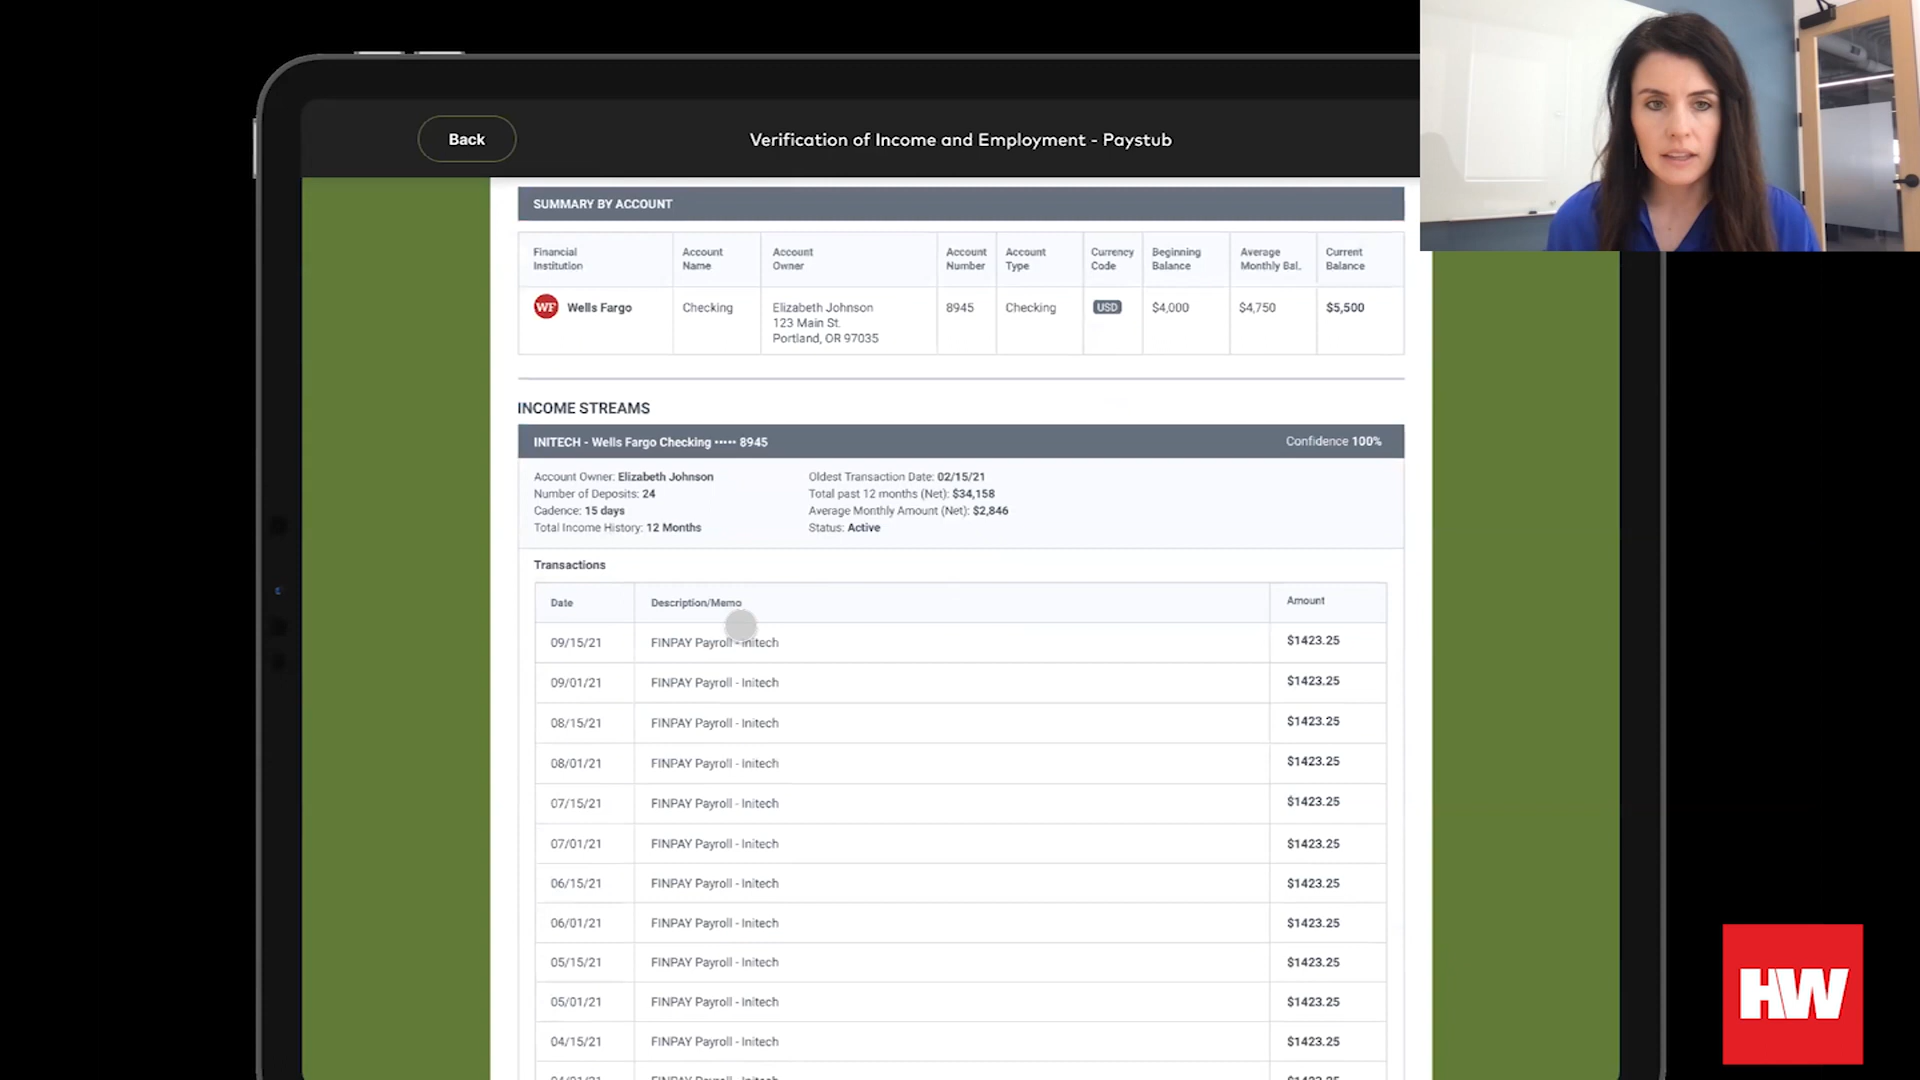 Back
Verification of Income and Employment - Paystub
SUMMARY BY ACCOUNT
Financial Institution
Account Name
Account Owner
Account Number
Account Type
Currency Code
Beginning Balance
Average Monthly Bal.
Current Balance
WF Wells Fargo
Checking
Elizabeth Johnson
123 Main St.
Portland, OR 97035
8945
Checking
USD
$4,000
$4,750
$5,500
INCOME STREAMS
INITECH - Wells Fargo Checking ····· 8945
Confidence 100%
Account Owner: Elizabeth Johnson
Number of Deposits: 24
Cadence: 15 days
Total Income History: 12 Months
Oldest Transaction Date: 02/15/21
Total past 12 months (Net): $34,158
Average Monthly Amount (Net): $2,846
Status: Active
Transactions
Date Description/Memo Amount
09/15/21 FINPAY Payroll - Initech $1423.25
09/01/21 FINPAY Payroll - Initech $1423.25
08/15/21 FINPAY Payroll - Initech $1423.25
08/01/21 FINPAY Payroll - Initech $1423.25
07/15/21 FINPAY Payroll - Initech $1423.25
07/01/21 FINPAY Payroll - Initech $1423.25
06/15/21 FINPAY Payroll - Initech $1423.25
06/01/21 FINPAY Payroll - Initech $1423.25
05/15/21 FINPAY Payroll - Initech $1423.25
05/01/21 FINPAY Payroll - Initech $1423.25
04/15/21 FINPAY Payroll - Initech $1423.25
HW